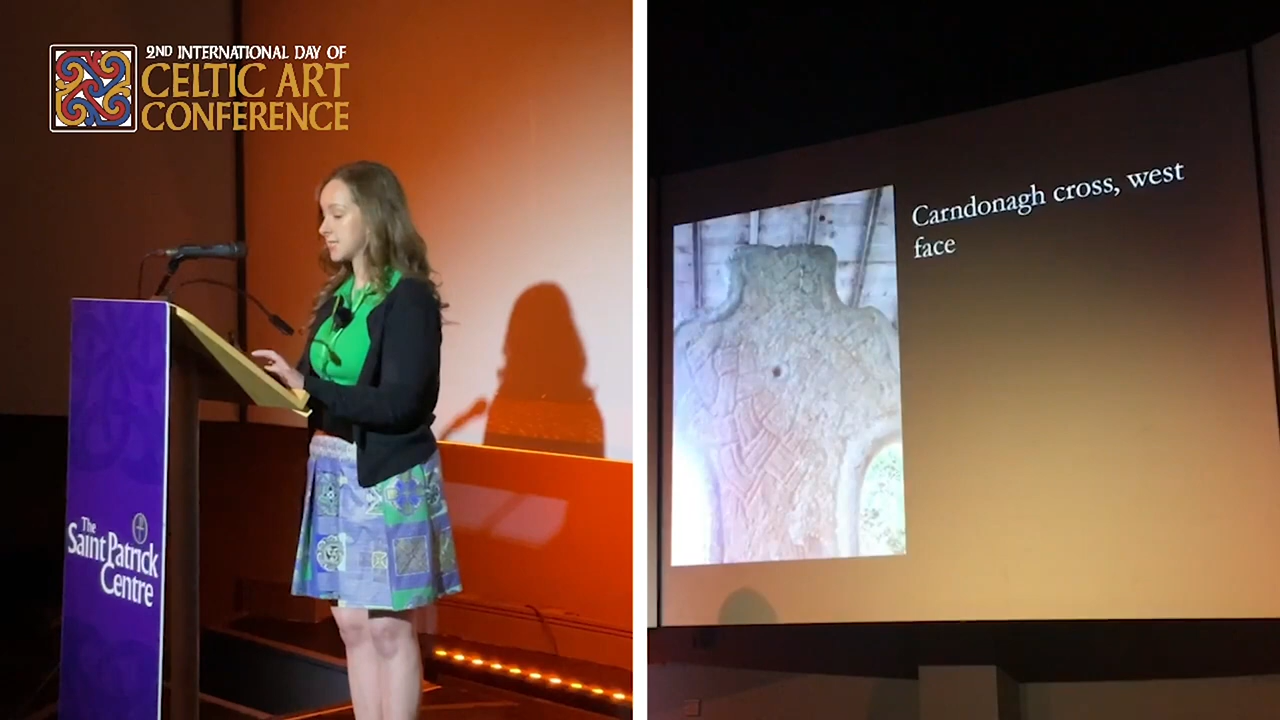 2ND INTERNATIONAL DAY OF
CELTIC ART
CONFERENCE
The
Saint Patrick
Centre
Carndonagh cross, west
face